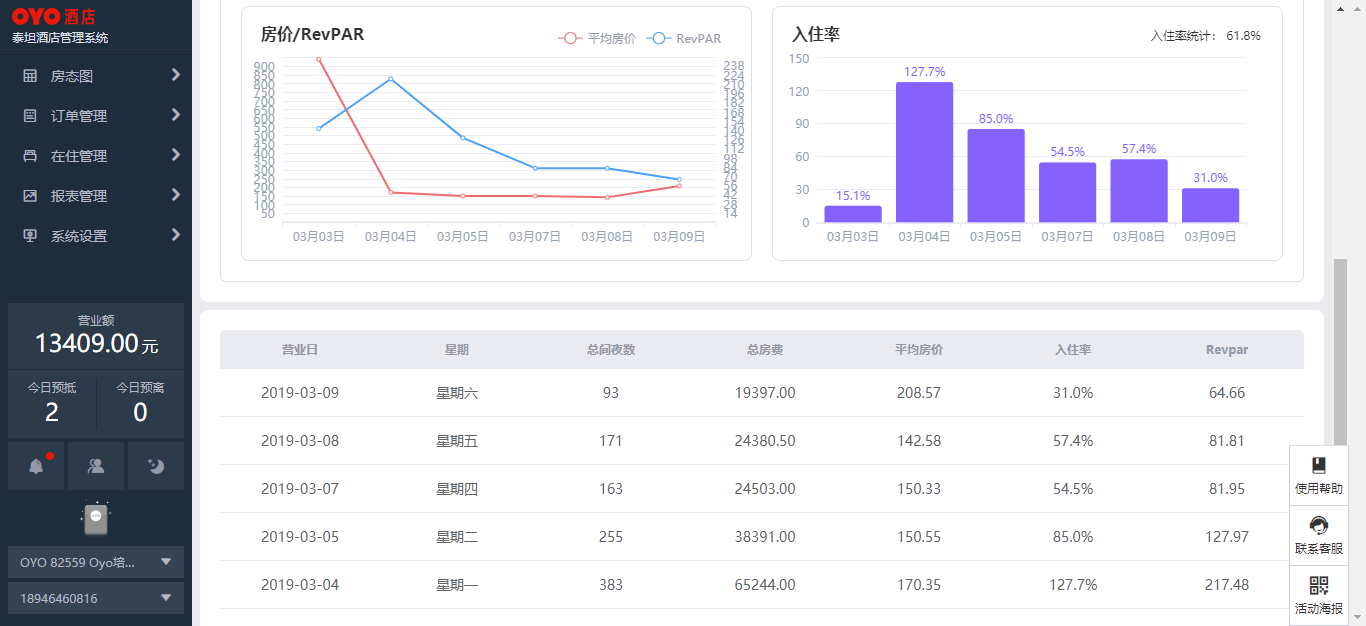 OYO 酒店
泰坦酒店管理系统
房态图
订单管理
在住管理
报表管理
系统设置
营业额
13409.00 元
今日预抵 今日预离
2 0
OYO 82559 Oyo培...
18946460816
房价/RevPAR
平均房价 RevPAR
900
850
800
750
700
650
600
550
500
450
400
350
300
250
200
150
100
50
238
224
210
196
182
168
154
140
126
112
98
84
70
56
42
28
14
03月03日 03月04日 03月05日 03月07日 03月08日 03月09日
入住率
入住率统计： 61.8%
150
120
90
60
30
0
15.1% 127.7% 85.0% 54.5% 57.4% 31.0%
03月03日 03月04日 03月05日 03月07日 03月08日 03月09日
营业日 星期 总间夜数 总房费 平均房价 入住率 Revpar
2019-03-09 星期六 93 19397.00 208.57 31.0% 64.66
2019-03-08 星期五 171 24380.50 142.58 57.4% 81.81
2019-03-07 星期四 163 24503.00 150.33 54.5% 81.95
2019-03-05 星期二 255 38391.00 150.55 85.0% 127.97
2019-03-04 星期一 383 65244.00 170.35 127.7% 217.48
使用帮助
联系客服
活动海报